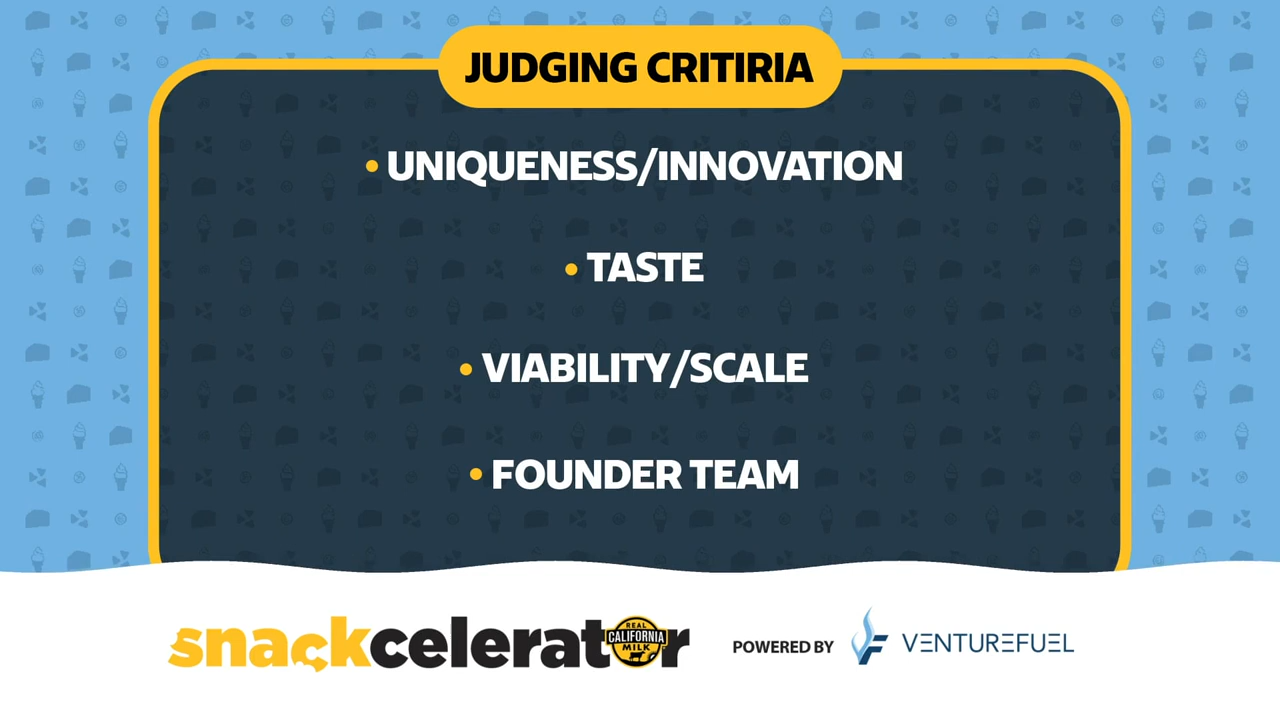 JUDGING CRITIRIA
• UNIQUENESS/INNOVATION
• TASTE
• VIABILITY/SCALE
• FOUNDER TEAM
snackcelerator
REAL
CALIFORNIA
MILK
POWERED BY
VENTUREFUEL